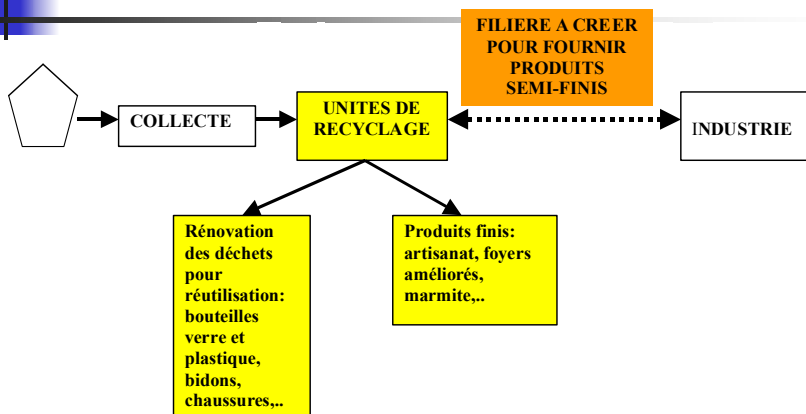 FILIERE A CREER
POUR FOURNIR
PRODUITS
SEMI-FINIS
COLLECTE
UNITES DE
RECYCLAGE
INDUSTRIE
Rénovation
des déchets
pour
réutilisation:
bouteilles
verre et
plastique,
bidons,
chaussures,..
Produits finis:
artisanat, foyers
améliorés,
marmite,..